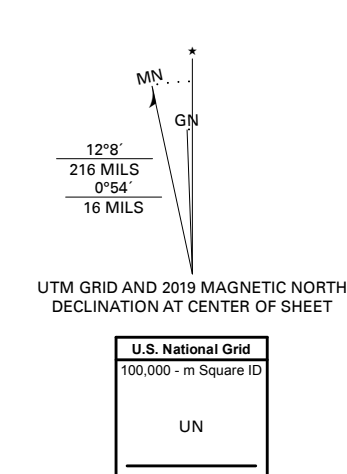 ★
MN
GN
12°8´
216 MILS
0°54´
16 MILS
UTM GRID AND 2019 MAGNETIC NORTH
DECLINATION AT CENTER OF SHEET
U.S. National Grid
100,000 - m Square ID
UN